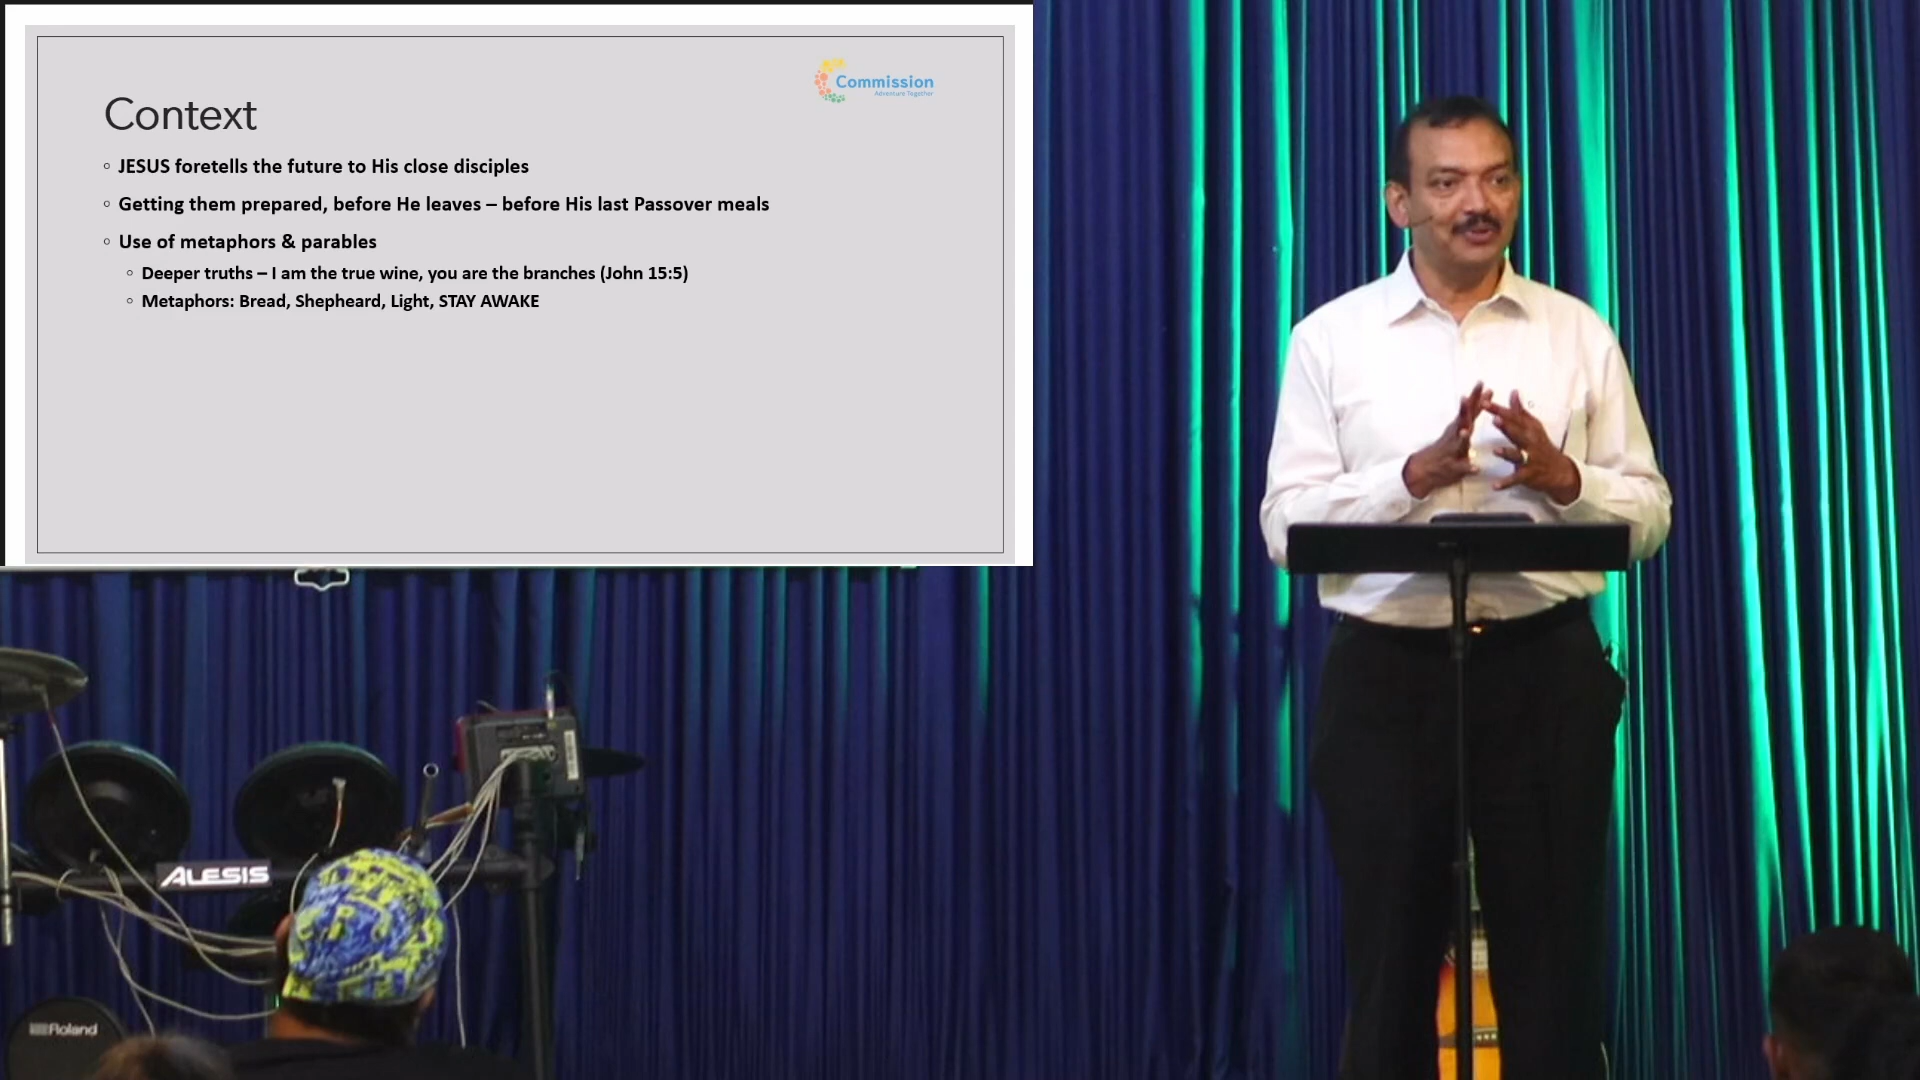 Commission
Adventure Together
Context
JESUS foretells the future to His close disciples
Getting them prepared, before He leaves – before His last Passover meals
Use of metaphors & parables
Deeper truths – I am the true wine, you are the branches (John 15:5)
Metaphors: Bread, Shepheard, Light, STAY AWAKE
ALESIS
Roland